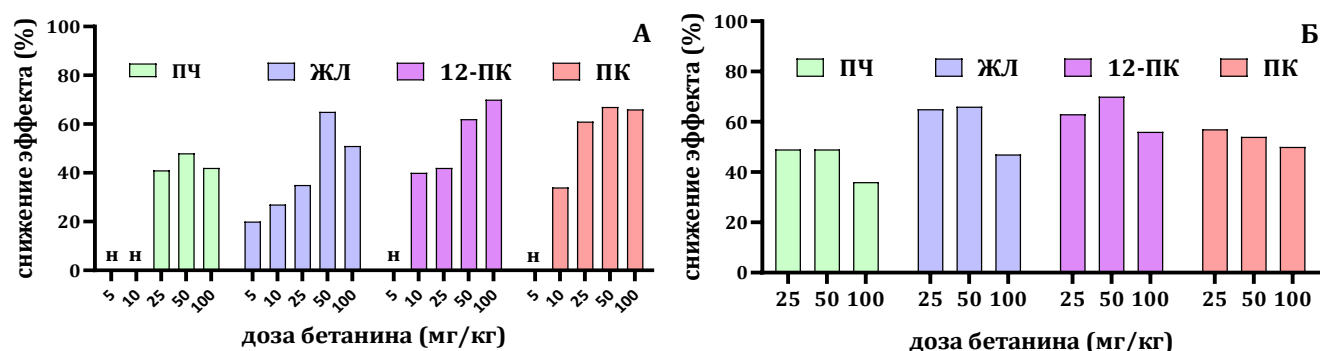 А
снижение эффекта (%)
100
80
60
40
20
0
ПЧ ЖЛ 12-ПК ПК
Н Н Н Н
5 10 25 50 100 5 10 25 50 100 5 10 25 50 100 5 10 25 50 100
доза бетанина (мг/кг)
Б
снижение эффекта (%)
100
80
60
40
20
0
ПЧ ЖЛ 12-ПК ПК
25 50 100 25 50 100 25 50 100 25 50 100
доза бетанина (мг/кг)